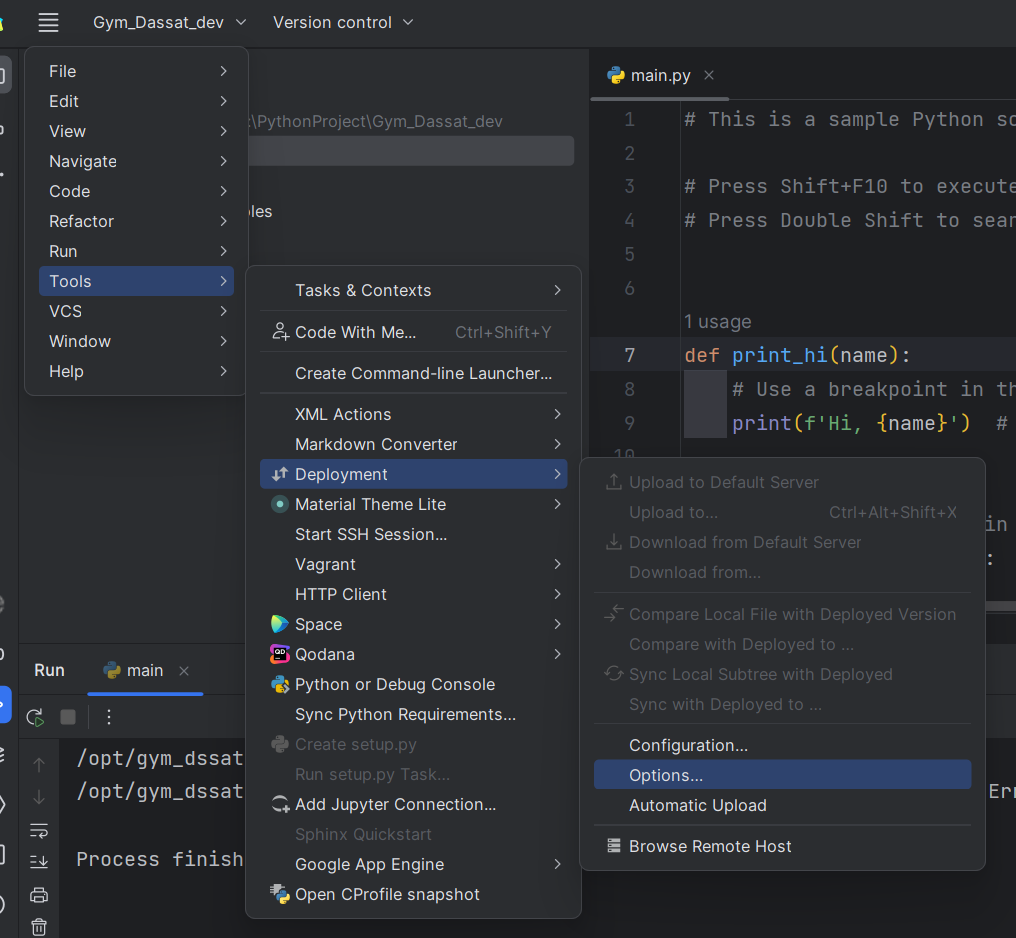 Gym_Dassat_dev
Version control
File
Edit
View
Navigate
Code
Refactor
Run
Tools
VCS
Window
Help
:\PythonProject\Gym_Dassat_dev
main.py
1 # This is a sample Python
2
3 # Press Shift+F10 to execute
4 # Press Double Shift to
5
6
1 usage
7 def print_hi(name):
8 # Use a breakpoint in
9 print(f'Hi, {name}') #
10
in
:
Tasks & Contexts
Code With Me... Ctrl+Shift+Y
Create Command-line Launcher...
XML Actions
Markdown Converter
Deployment
Material Theme Lite
Start SSH Session...
Vagrant
HTTP Client
Space
Qodana
Python or Debug Console
Sync Python Requirements...
Create setup.py
Run setup.py Task...
Add Jupyter Connection...
Sphinx Quickstart
Google App Engine
Open CProfile snapshot
Upload to Default Server
Upload to... Ctrl+Alt+Shift+X
Download from Default Server
Download from...
Compare Local File with Deployed Version
Compare with Deployed to ...
Sync Local Subtree with Deployed
Sync with Deployed to ...
Configuration...
Options...
Automatic Upload
Browse Remote Host
Run main
/opt/gym_dssat
/opt/gym_dssat
Process finish